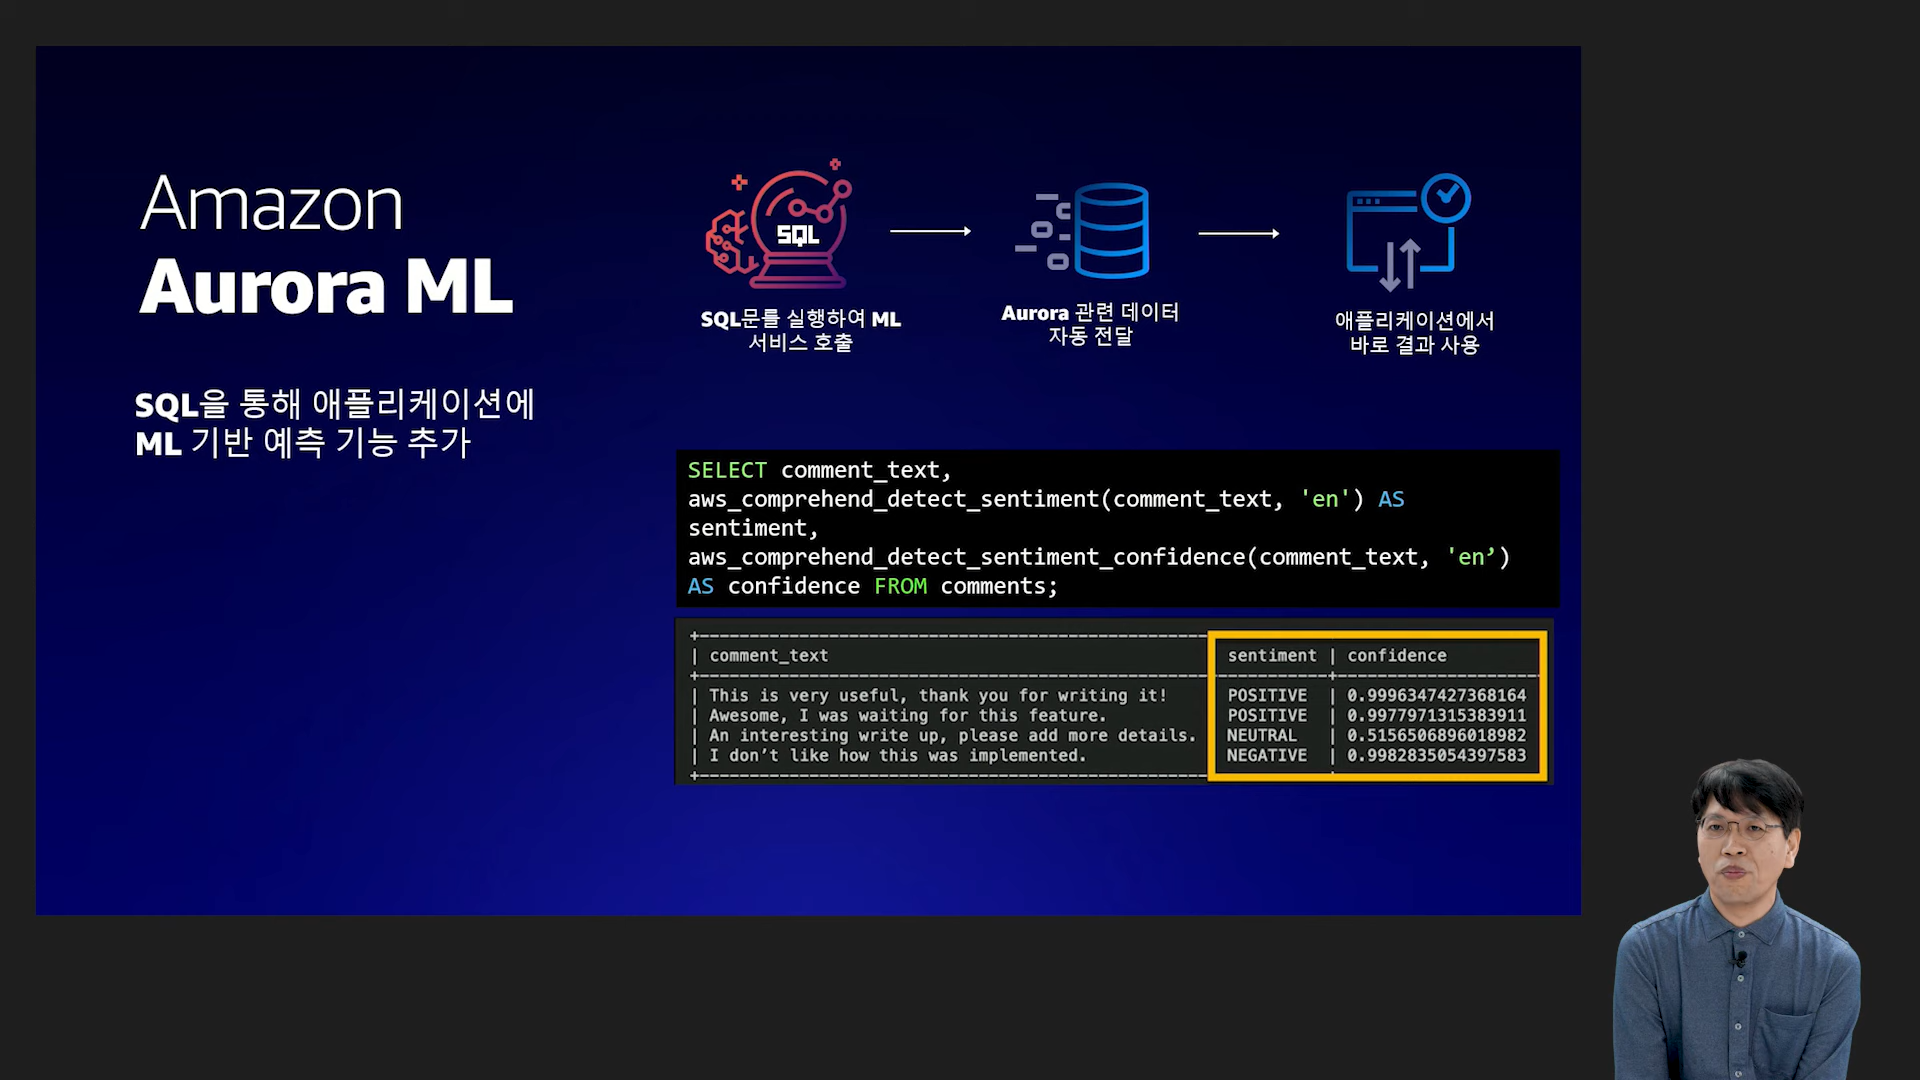 Amazon
Aurora ML
SQL을 통해 애플리케이션에
ML 기반 예측 기능 추가
SQL
SQL문를 실행하여 ML
서비스 호출
Aurora 관련 데이터
자동 전달
애플리케이션에서
바로 결과 사용
SELECT comment_text,
aws_comprehend_detect_sentiment(comment_text, 'en') AS
sentiment,
aws_comprehend_detect_sentiment_confidence(comment_text, 'en’)
AS confidence FROM comments;
| comment_text | sentiment | confidence
| This is very useful, thank you for writing it! POSITIVE | 0.9996347427368164
| Awesome, I was waiting for this feature. POSITIVE | 0.9977971315383911
| An interesting write up, please add more details. NEUTRAL | 0.5156506896018982
| I don’t like how this was implemented. NEGATIVE | 0.9982835054397583